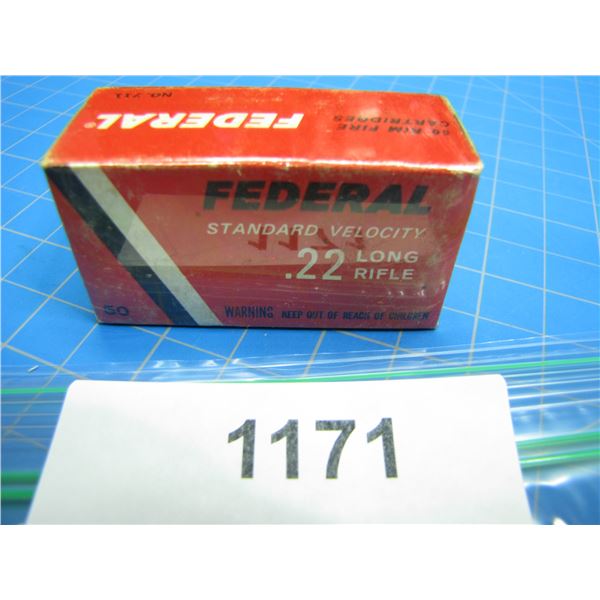 NO. 711
FEDERAL®
50 RIM FIRE
CARTRIDGES
FEDERAL
STANDARD VELOCITY
1171
.22 LONG
RIFLE
50
WARNING KEEP OUT OF REACH OF CHILDREN
1171